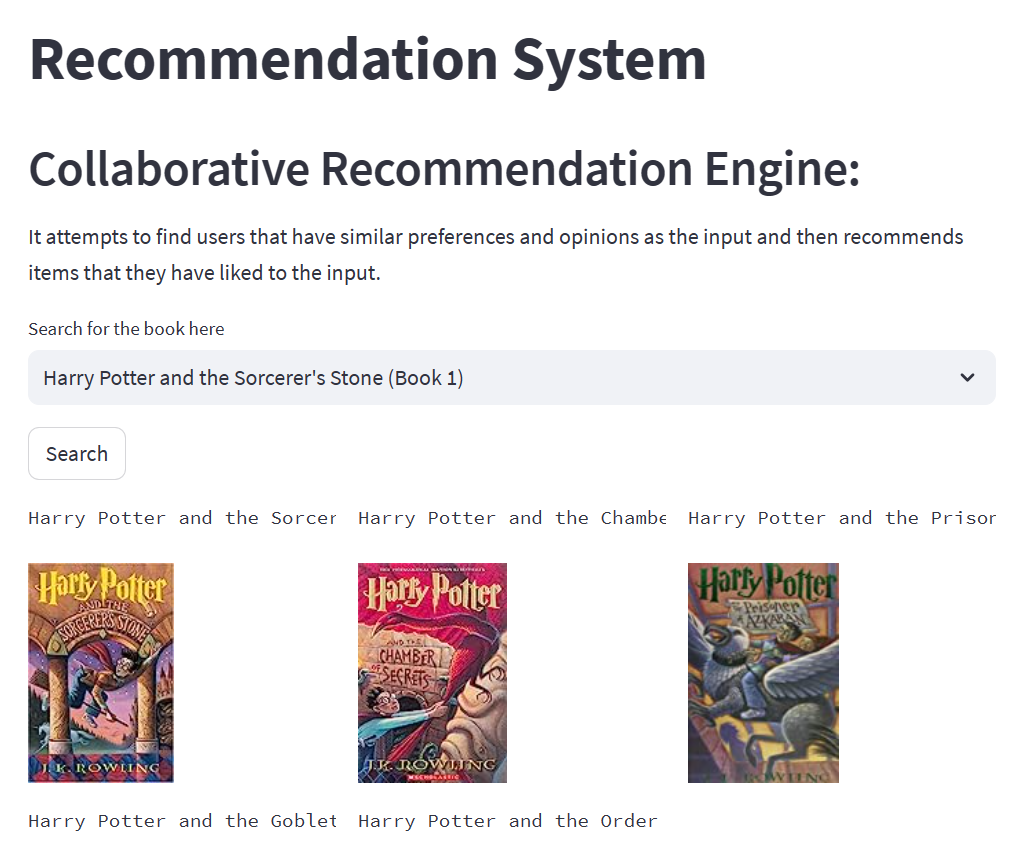 Recommendation System
Collaborative Recommendation Engine:
It attempts to find users that have similar preferences and opinions as the input and then recommends
items that they have liked to the input.
Search for the book here
Harry Potter and the Sorcerer's Stone (Book 1)
Search
Harry Potter and the Sorcer
Harry Potter and the Chambe
Harry Potter and the Prisor
Harry Potter
AND THE
SORCERER'S STONE
J.K. ROWLING
Harry Potter
AND THE
CHAMBER
OF SECRETS
J.K. ROWLING
SCHOLASTIC
Harry Potter
and the Prisoner
of AZKABAN
ROWLING
Harry Potter and the Goblet
Harry Potter and the Order